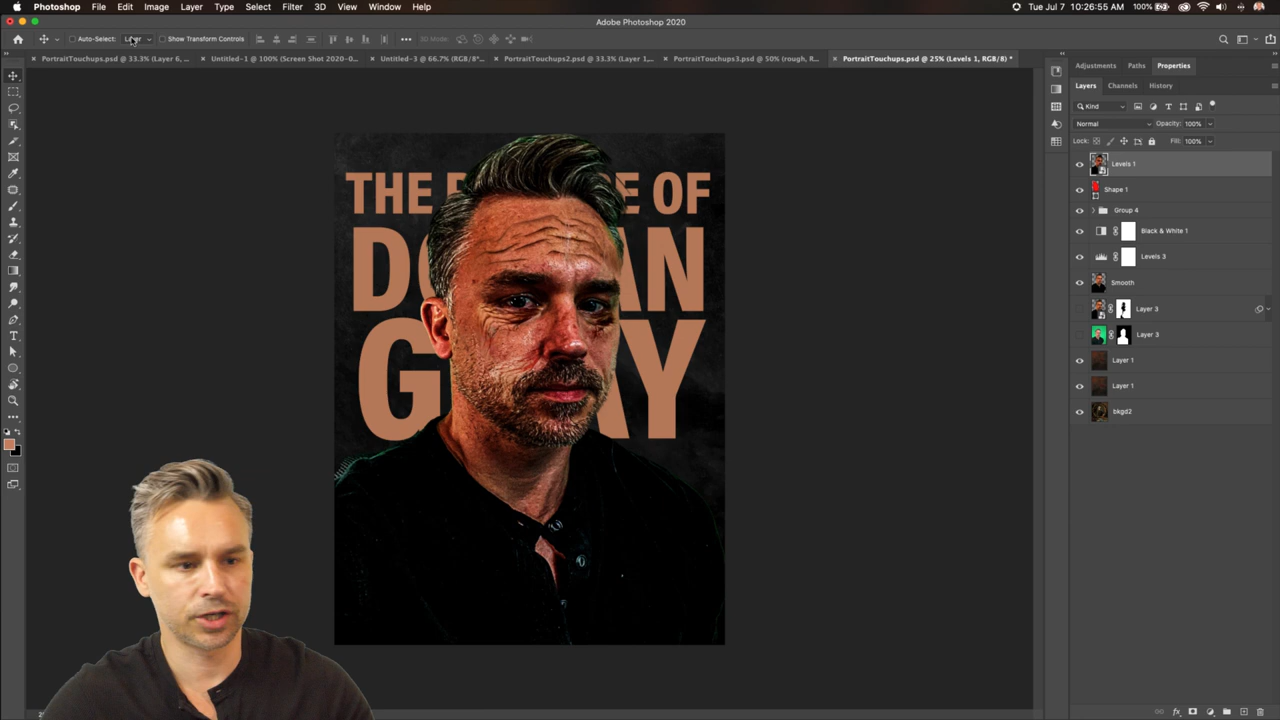 Photoshop File Edit Image Layer Type Select Filter 3D View Window Help
100% Tue Jul 7 10:26:55 AM
Adobe Photoshop 2020
Auto-Select: Layer Show Transform Controls 3D Mode:
PortraitTouchups.psd @ 33.3% (Layer 6, ... Untitled-1 @ 100% (Screen Shot 2020-0... Untitled-3 @ 66.7% (RGB/8*... PortraitTouchups2.psd @ 33.3% (Layer 1,... PortraitTouchups3.psd @ 50% (rough, R... PortraitTouchups.psd @ 25% (Levels 1, RGB/8) *
Adjustments Paths Properties
Layers Channels History
Kind
Normal Opacity: 100%
Lock: Fill: 100%
Levels 1
Shape 1
Group 4
Black & White 1
Levels 3
Smooth
Layer 3
Layer 3
Layer 1
Layer 1
bkgd2
THE E OF
DO AN
G AY